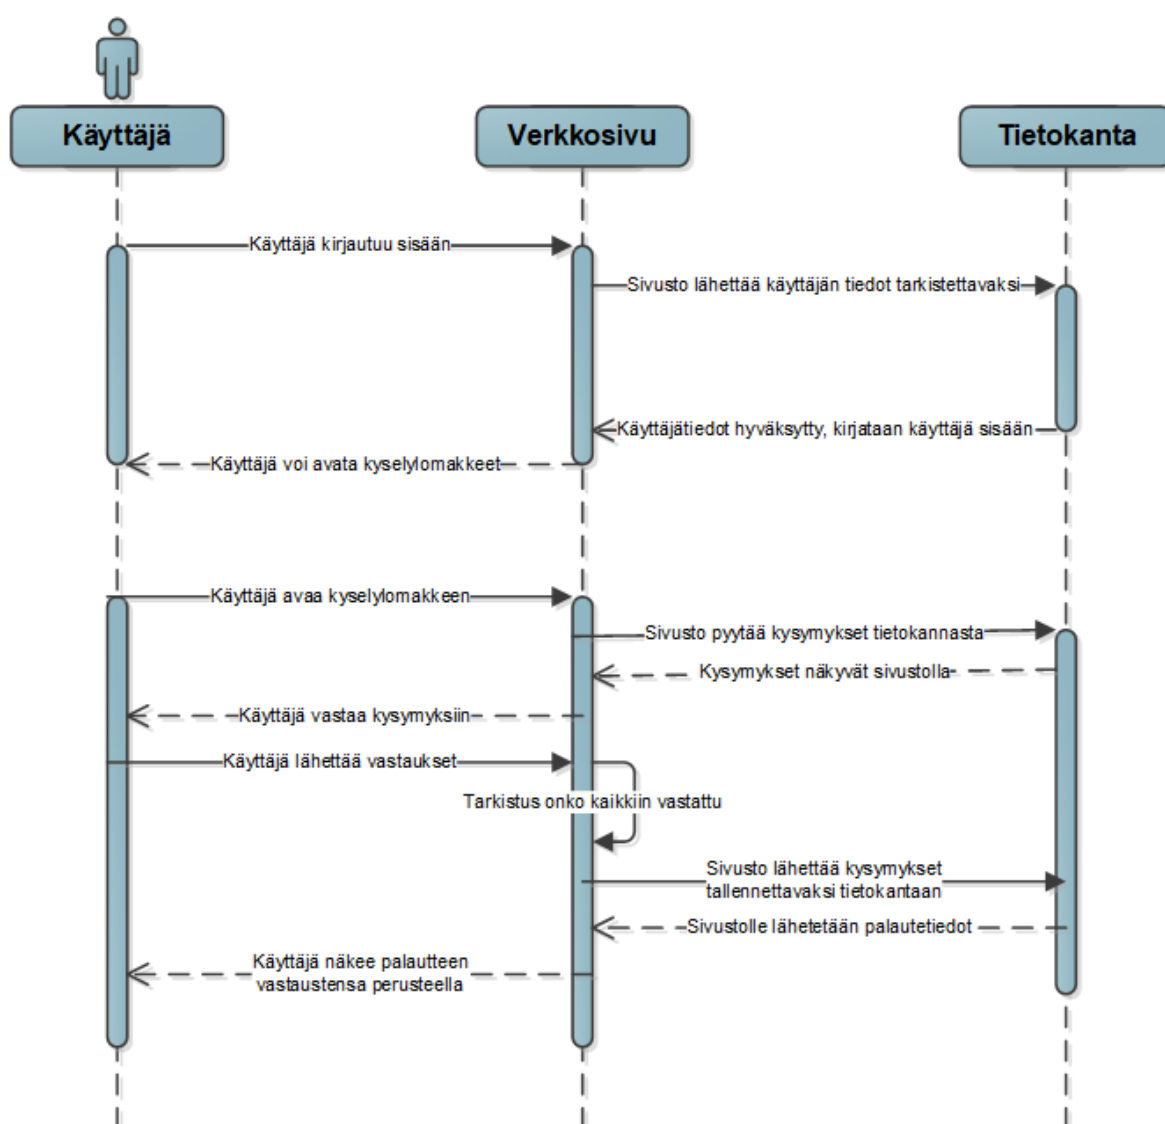 Käyttäjä
Verkkosivu
Tietokanta
Käyttäjä kirjautuu sisään
Sivusto lähettää käyttäjän tiedot tarkistettavaksi
Käyttäjätiedot hyväksytty, kirjataan käyttäjä sisään
Käyttäjä voi avata kyselylomakkeet
Käyttäjä avaa kyselylomakkeen
Sivusto pyytää kysymykset tietokannasta
Kysymykset näkyvät sivustolla
Käyttäjä vastaa kysymyksiin
Käyttäjä lähettää vastaukset
Tarkistus onko kaikkiin vastattu
Sivusto lähettää kysymykset
tallennettavaksi tietokantaan
Sivustolle lähetetään palautetiedot
Käyttäjä näkee palautteen
vastaustensa perusteella